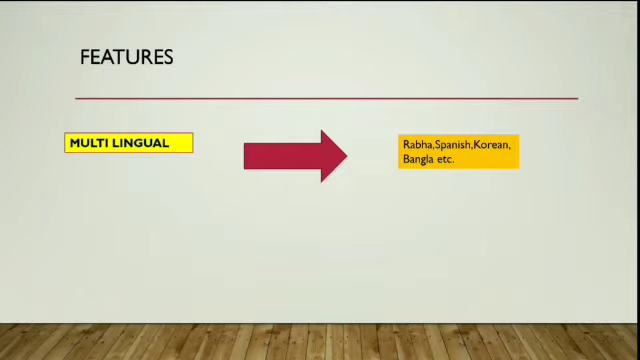 FEATURES
MULTI LINGUAL
Rabha,Spanish,Korean,
Bangla etc.